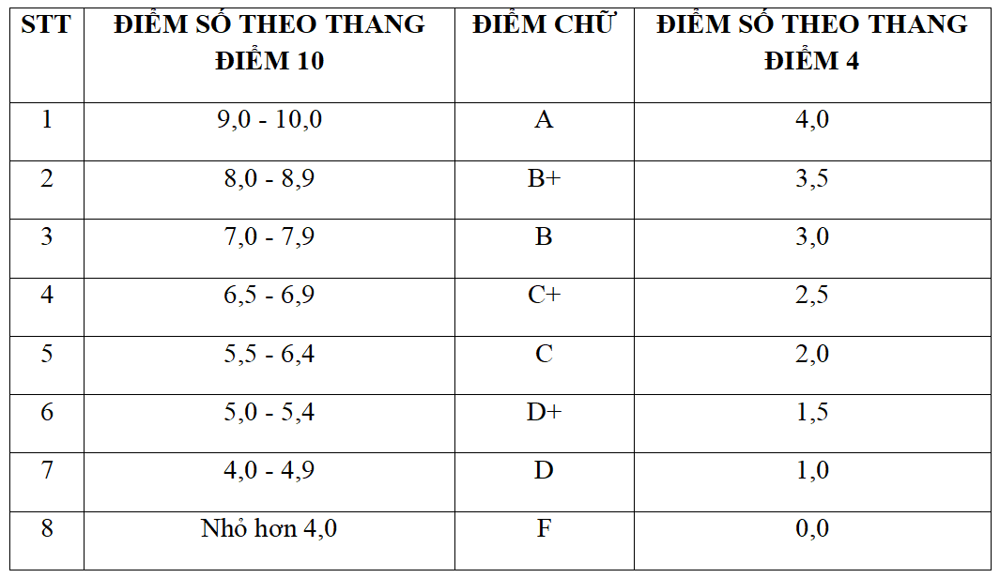 STT ĐIỂM SỐ THEO THANG ĐIỂM CHỮ ĐIỂM SỐ THEO THANG
ĐIỂM 10 ĐIỂM 4
1 9,0 - 10,0 A 4,0
2 8,0 - 8,9 B+ 3,5
3 7,0 - 7,9 B 3,0
4 6,5 - 6,9 C+ 2,5
5 5,5 - 6,4 C 2,0
6 5,0 - 5,4 D+ 1,5
7 4,0 - 4,9 D 1,0
8 Nhỏ hơn 4,0 F 0,0